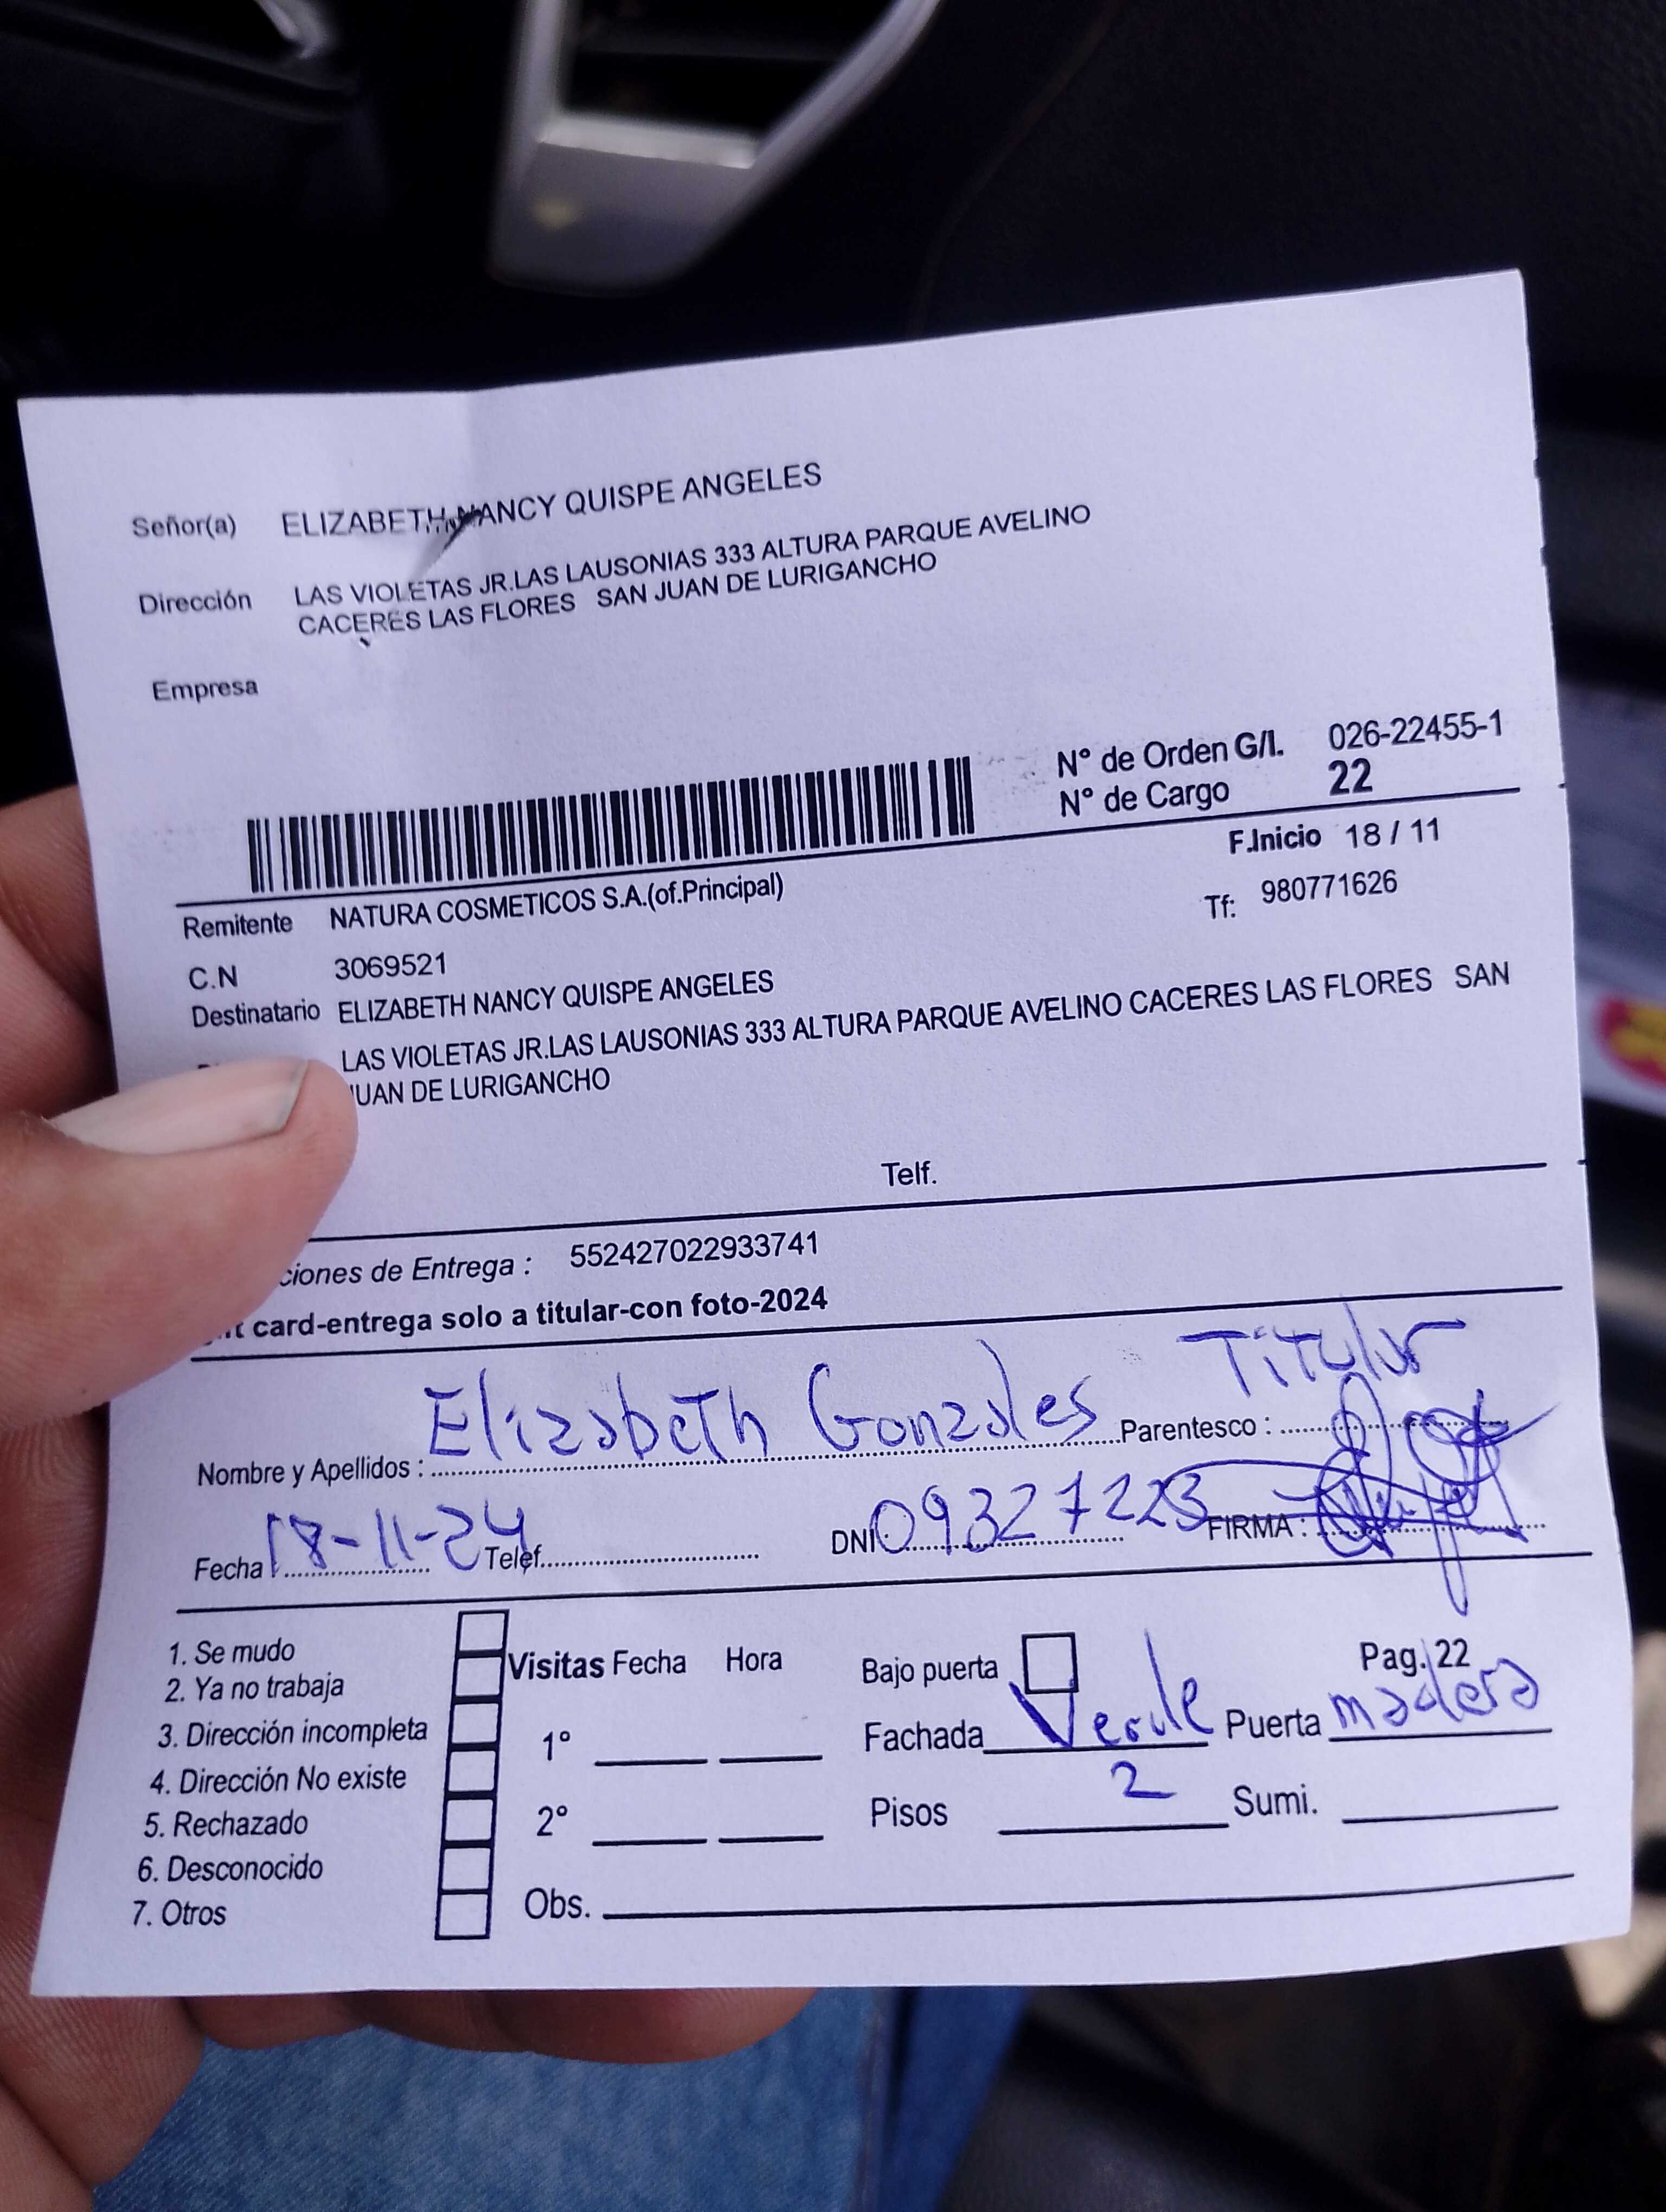 Señor(a) ELIZABETH NANCY QUISPE ANGELES
Dirección LAS VIOLETAS JR.LAS LAUSONIAS 333 ALTURA PARQUE AVELINO
CACERES LAS FLORES SAN JUAN DE LURIGANCHO
Empresa
N° de Orden G/I. 026-22455-1
N° de Cargo 22
F.Inicio 18 / 11
Remitente NATURA COSMETICOS S.A.(of.Principal)
Tf: 980771626
C.N 3069521
Destinatario ELIZABETH NANCY QUISPE ANGELES
LAS VIOLETAS JR.LAS LAUSONIAS 333 ALTURA PARQUE AVELINO CACERES LAS FLORES SAN
JUAN DE LURIGANCHO
Telf.
ciones de Entrega : 552427022933741
card-entrega solo a titular-con foto-2024
Nombre y Apellidos : Elizabeth Gonzales Parentesco : Titular
Fecha 18-11-24 Telef. DNI 09327223 FIRMA :
1. Se mudo
2. Ya no trabaja
3. Dirección incompleta
4. Dirección No existe
5. Rechazado
6. Desconocido
7. Otros
Visitas Fecha Hora
1°
2°
Obs.
Bajo puerta Pag. 22
Fachada Verde Puerta madera
Pisos 2 Sumi.